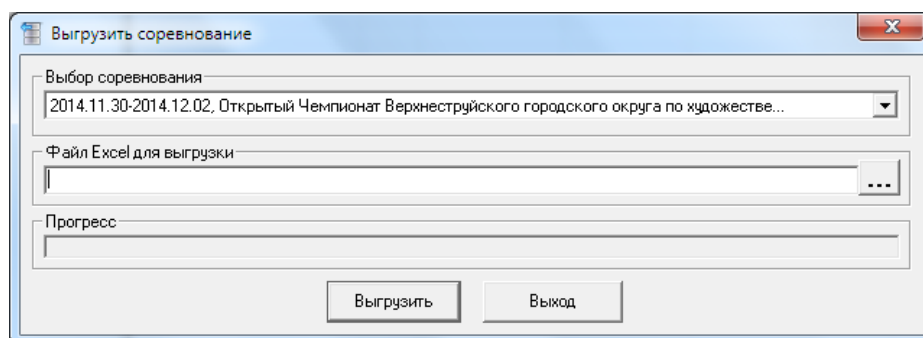 Выгрузить соревнование
Выбор соревнования
2014.11.30-2014.12.02, Открытый Чемпионат Верхнеструйского городского округа по художестве...
Файл Excel для выгрузки
...
Прогресс
Выгрузить
Выход